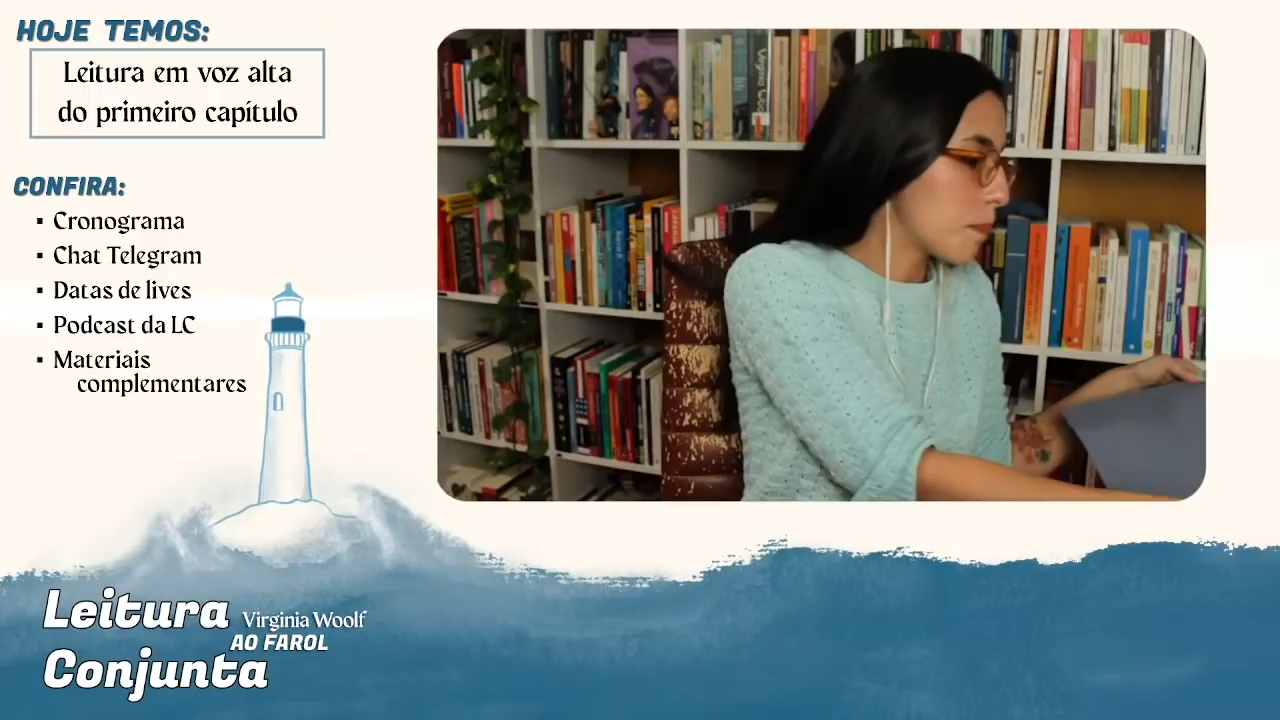 HOJE TEMOS:
Leitura em voz alta
do primeiro capítulo
CONFIRA:
▪ Cronograma
▪ Chat Telegram
▪ Datas de lives
▪ Podcast da LC
▪ Materiais
complementares
Leitura
Virginia Woolf
AO FAROL
Conjunta